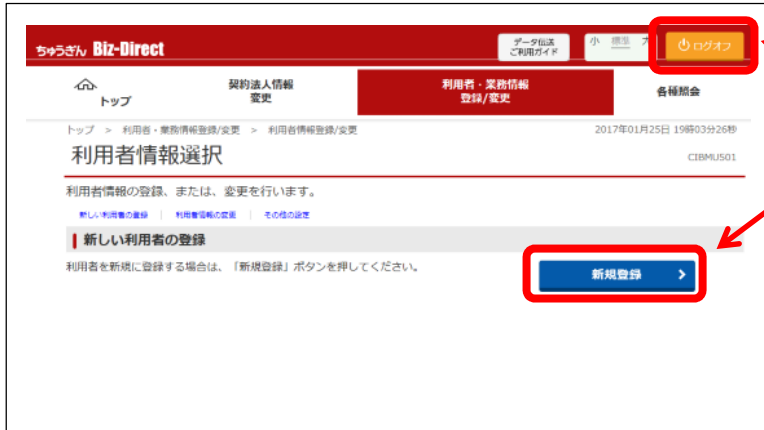 ちゅうぎん Biz-Direct
データ伝送
ご利用ガイド
小 標準 大
ログオフ
トップ
契約法人情報
変更
利用者・業務情報
登録/変更
各種照会
トップ > 利用者・業務情報登録/変更 > 利用者情報登録/変更
2017年01月25日 19時03分26秒
利用者情報選択
CIBMUS01
利用者情報の登録、または、変更を行います。
新しい利用者の登録 | 利用者情報の変更 | その他の設定
新しい利用者の登録
利用者を新規に登録する場合は、「新規登録」ボタンを押してください。
新規登録